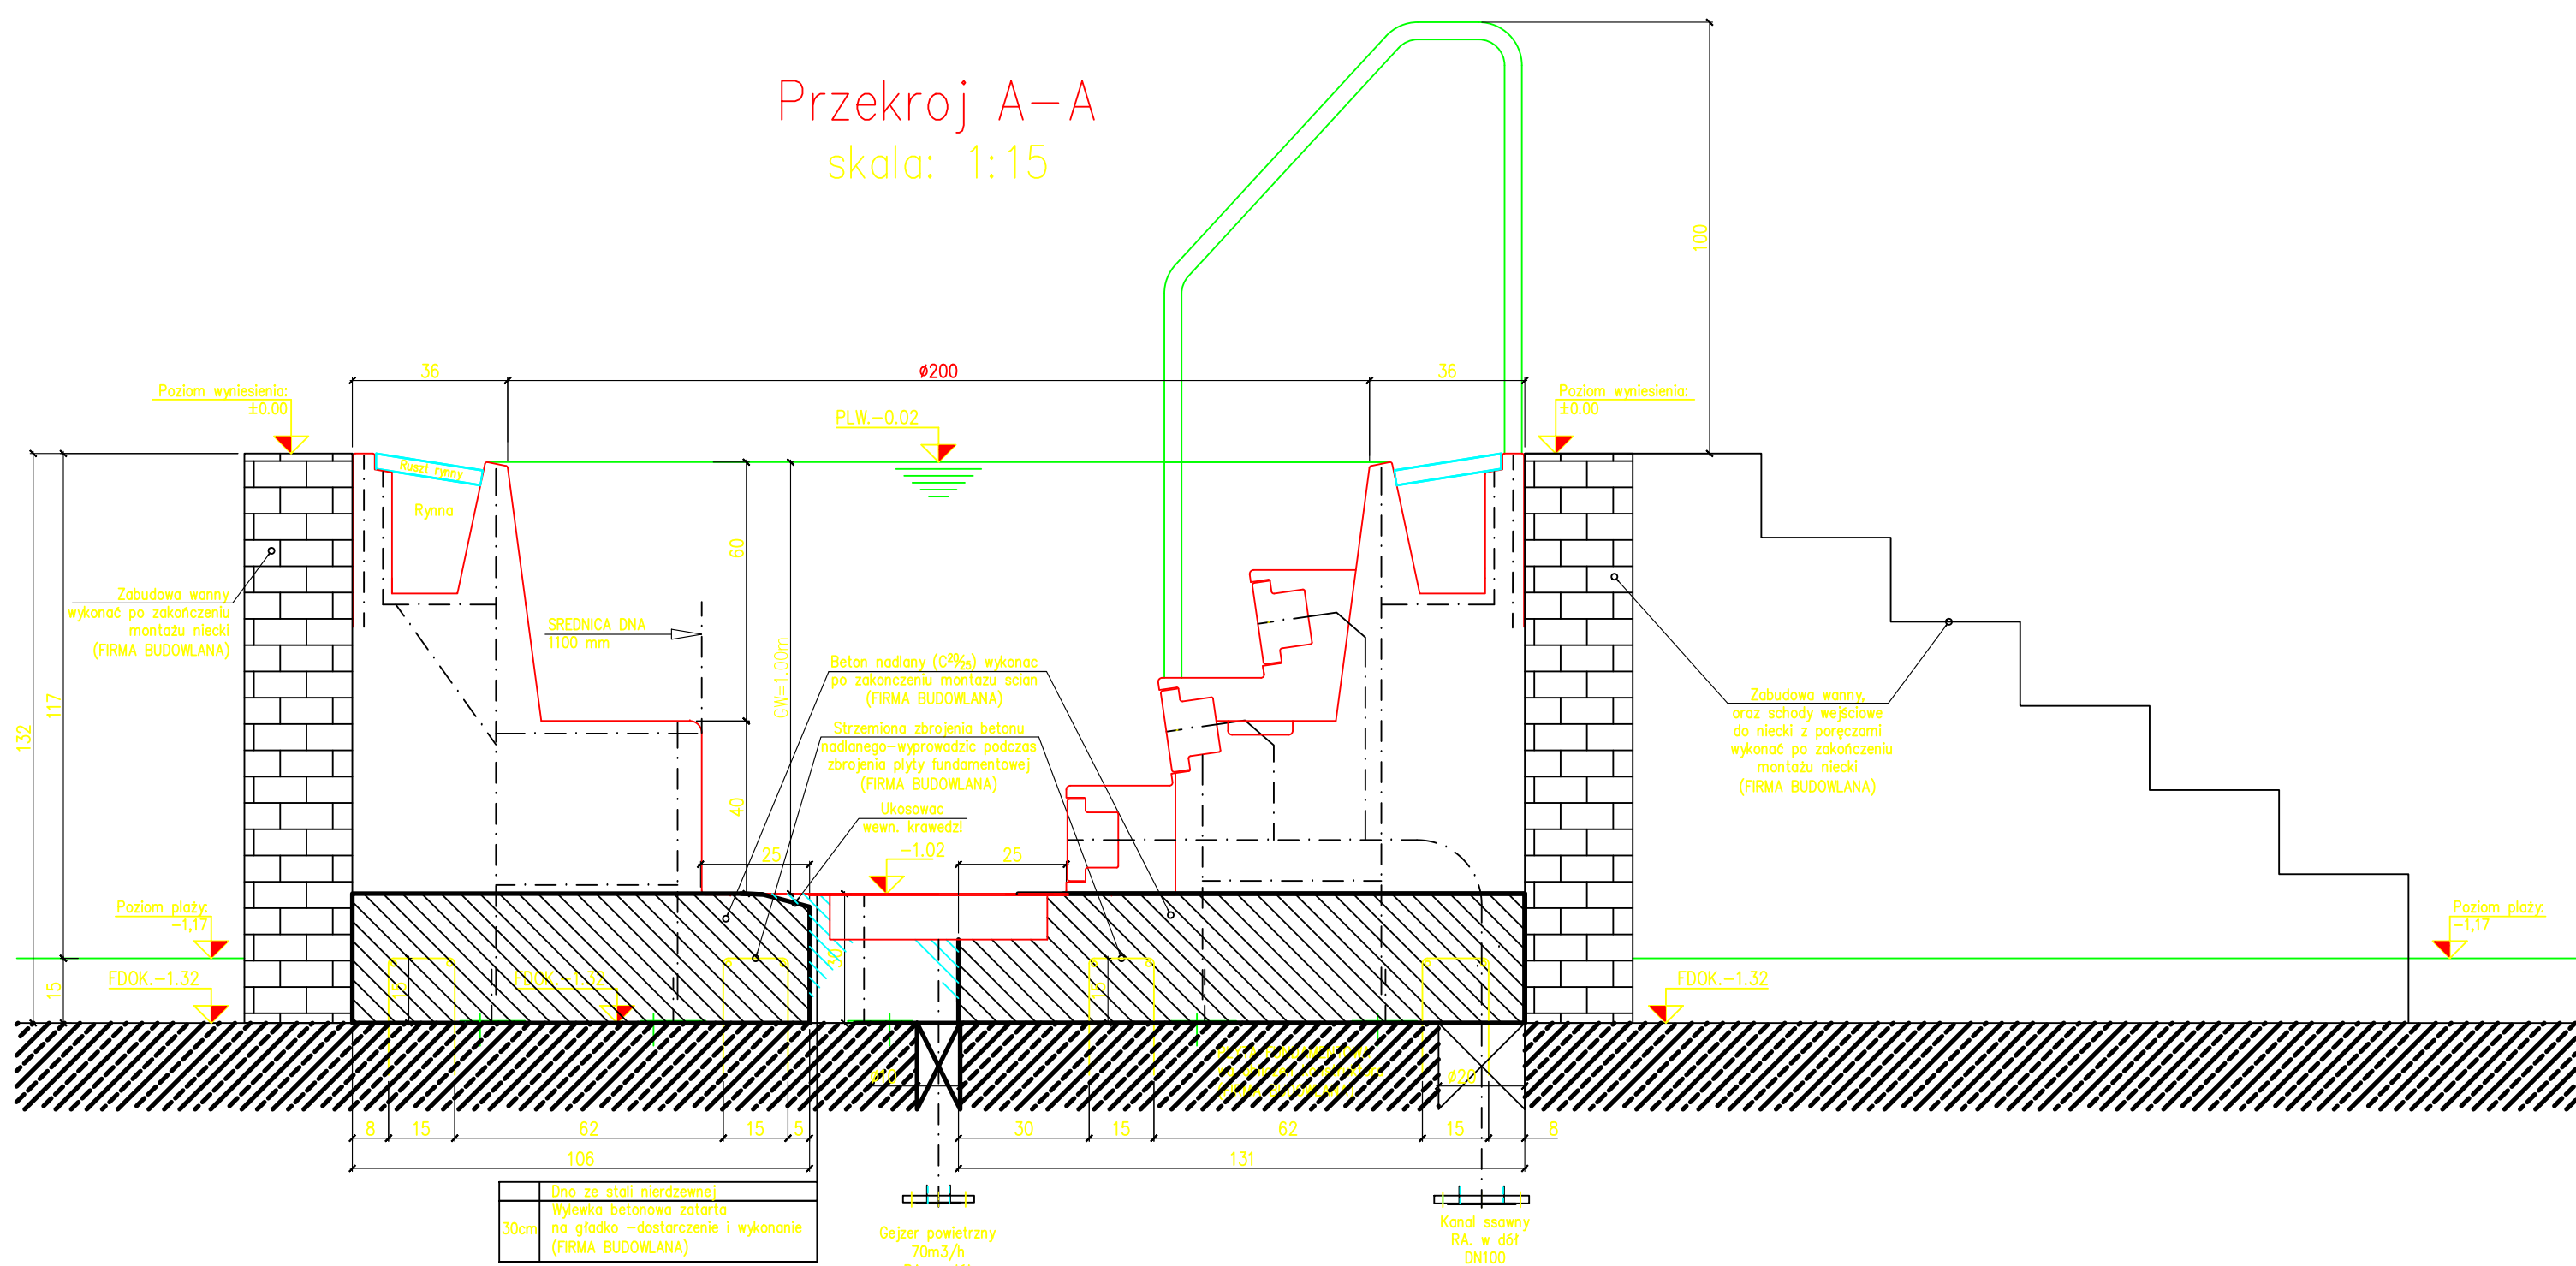 Przekroj A-A
skala: 1:15
100
36
ø200
36
Poziom wyniesienia:
±0.00
PLW.-0.02
Poziom wyniesienia:
±0.00
Ruszt rynny
Rynna
60
Zabudowa wanny
wykonać po zakończeniu
montażu niecki
(FIRMA BUDOWLANA)
SREDNICA DNA
1100 mm
GW=1.00m
Beton nadlany (C20/25) wykonac
po zakonczeniu montazu scian
(FIRMA BUDOWLANA)
Strzemiona zbrojenia betonu
nadlanego-wyprowadzic podczas
zbrojenia plyty fundamentowej
(FIRMA BUDOWLANA)
Ukosowac
wewn. krawedzi
Zabudowa wanny,
oraz schody wejściowe
do niecki z poręczami
wykonać po zakończeniu
montażu niecki
(FIRMA BUDOWLANA)
132
117
40
25
-1.02
25
Poziom plaży:
-1,17
Poziom plaży:
-1,17
15
FDOK.-1.32
15
FDOK.-1.32
30
15
FDOK.-1.32
ø10
ø20
8
15
62
15
5
30
15
62
15
8
106
131
Dno ze stali nierdzewnej
30cm
Wylewka betonowa zatarta
na gładko -dostarczenie i wykonanie
(FIRMA BUDOWLANA)
Gejzer powietrzny
70m3/h
Kanal ssawny
RA. w dół
DN100